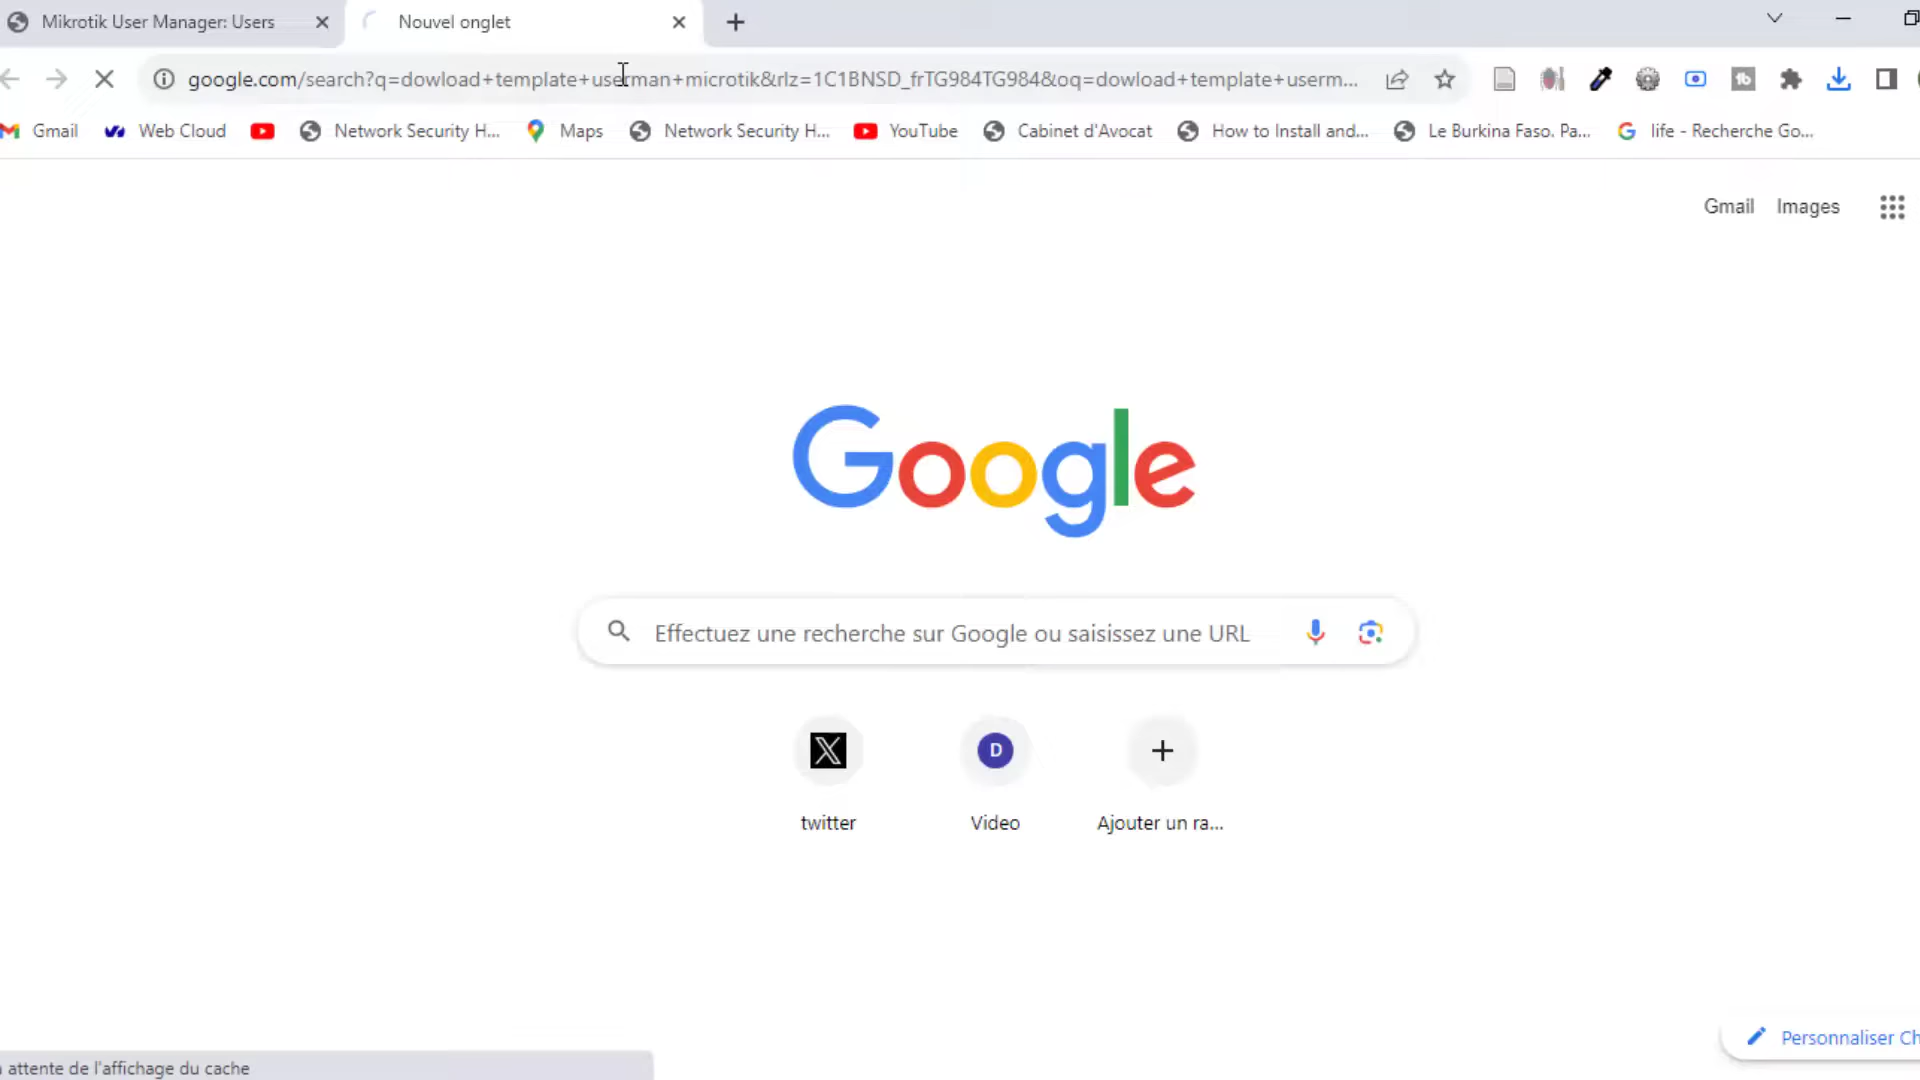 Mikrotik User Manager: Users
Nouvel onglet
google.com/search?q=dowload+template+userman+microtik&rlz=1C1BNSD_frTG984TG984&oq=dowload+template+userm...
Gmail
Web Cloud
Network Security H...
Maps
Network Security H...
YouTube
Cabinet d'Avocat
How to Install and...
Le Burkina Faso. Pa...
life - Recherche Go...
Gmail
Images
Google
Effectuez une recherche sur Google ou saisissez une URL
D
twitter
Video
Ajouter un ra...
Personnaliser Ch
attente de l'affichage du cache